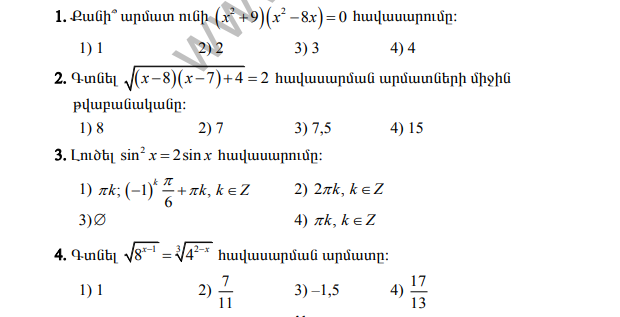 1. Քանի՞ արմատ ունի (x²+9)(x²−8x)=0 հավասարումը:
1) 1 2) 2 3) 3 4) 4
2. Գտնել √((x−8)(x−7)+4)=2 հավասարման արմատների միջին
թվաբանականը:
1) 8 2) 7 3) 7,5 4) 15
3. Լուծել sin² x = 2sin x հավասարումը:
1) πk; (−1)^k π/6 + πk, k∈Z 2) 2πk, k∈Z
3)∅ 4) πk, k∈Z
4. Գտնել √(8^(x−1)) = ∛(4^(2−x)) հավասարման արմատը:
1) 1 2) 7/11 3) –1,5 4) 17/13